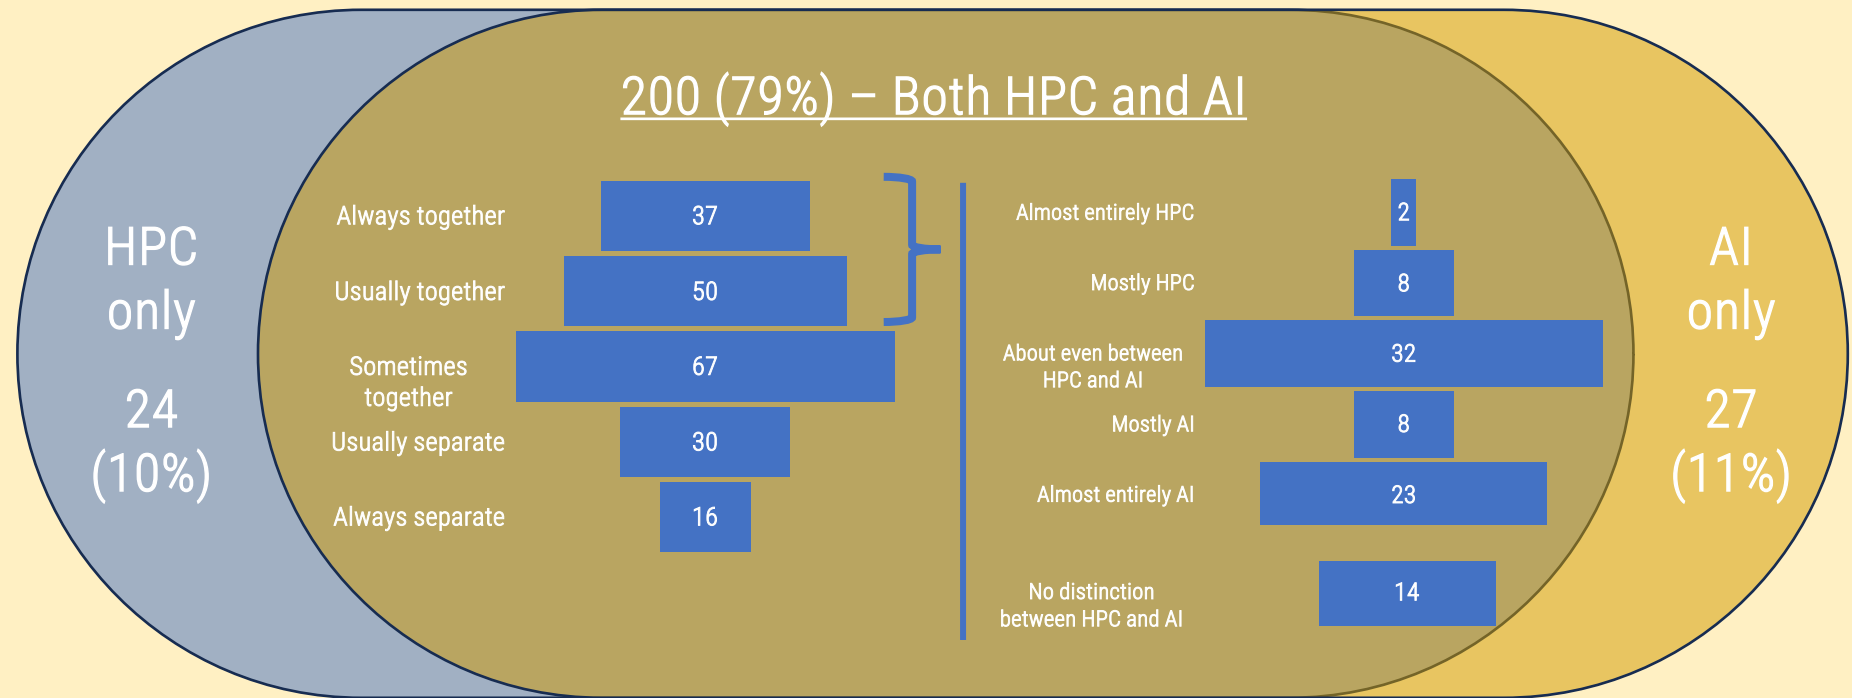 200 (79%) – Both HPC and AI
HPC
only
24
(10%)
Always together
37
Usually together
50
Sometimes
together
67
Usually separate
30
Always separate
16
Almost entirely HPC
2
Mostly HPC
8
About even between
HPC and AI
32
Mostly AI
8
Almost entirely AI
23
No distinction
between HPC and AI
14
AI
only
27
(11%)